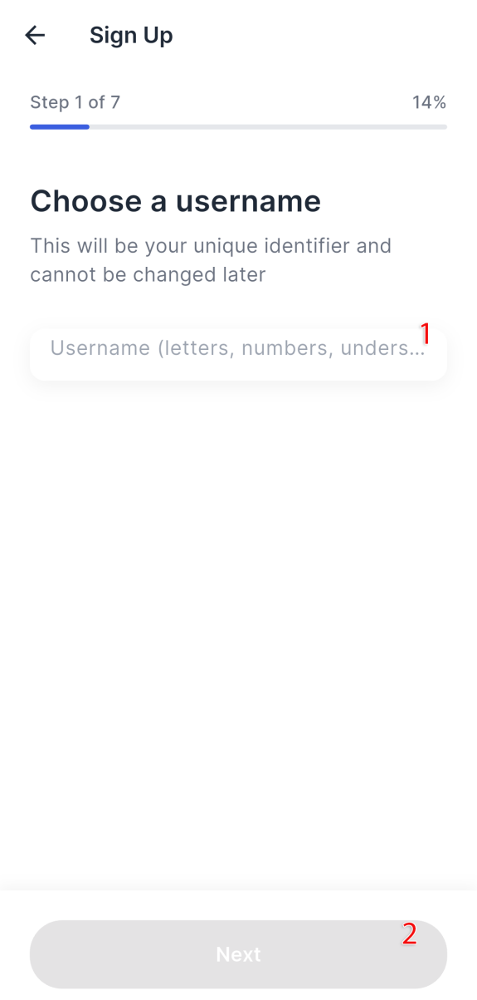 Sign Up
Step 1 of 7 14%
Choose a username
This will be your unique identifier and
cannot be changed later
1
Username (letters, numbers, unders...
2
Next